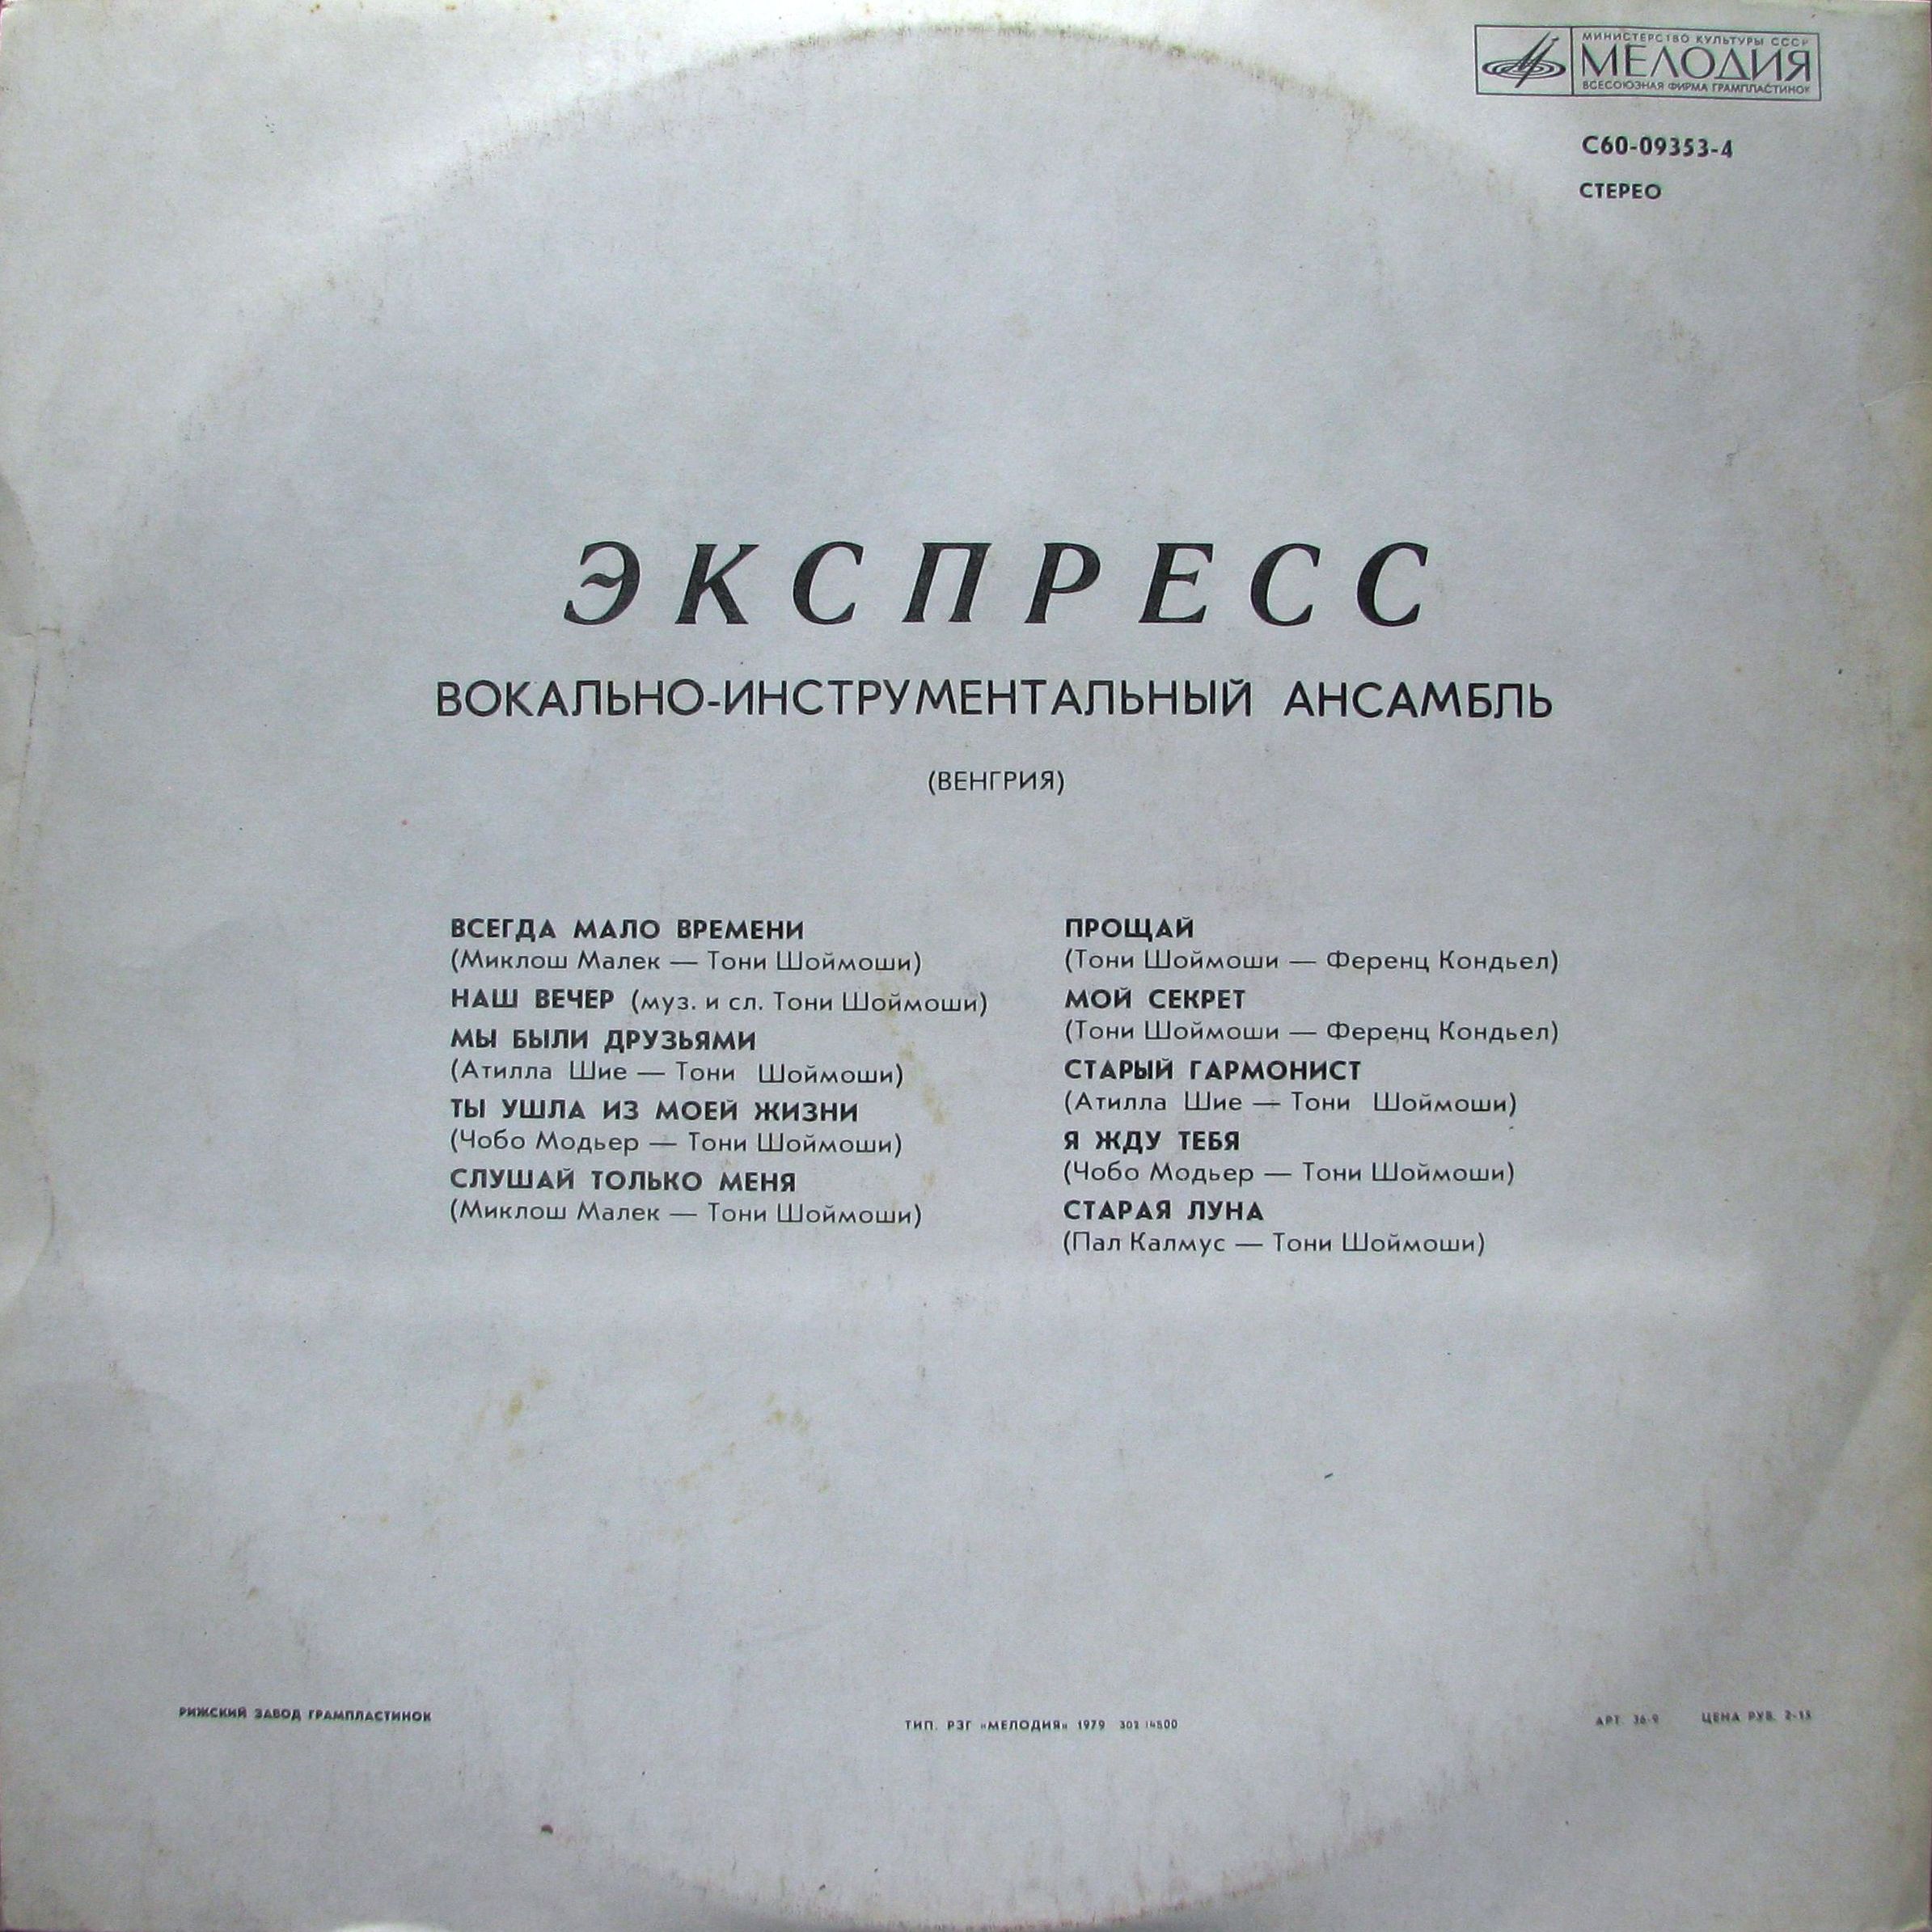 МИНИСТЕРСТВО КУЛЬТУРЫ СССР
МЕЛОДИЯ
ВСЕСОЮЗНАЯ ФИРМА ГРАМПЛАСТИНОК
С60-09353-4
СТЕРЕО
ЭКСПРЕСС
ВОКАЛЬНО-ИНСТРУМЕНТАЛЬНЫЙ АНСАМБЛЬ
(ВЕНГРИЯ)
ВСЕГДА МАЛО ВРЕМЕНИ
(Миклош Малек — Тони Шоймоши)
НАШ ВЕЧЕР (муз. и сл. Тони Шоймоши)
МЫ БЫЛИ ДРУЗЬЯМИ
(Атилла Шие — Тони Шоймоши)
ТЫ УШЛА ИЗ МОЕЙ ЖИЗНИ
(Чобо Модьер — Тони Шоймоши)
СЛУШАЙ ТОЛЬКО МЕНЯ
(Миклош Малек — Тони Шоймоши)
ПРОЩАЙ
(Тони Шоймоши — Ференц Кондьел)
МОЙ СЕКРЕТ
(Тони Шоймоши — Ференц Кондьел)
СТАРЫЙ ГАРМОНИСТ
(Атилла Шие — Тони Шоймоши)
Я ЖДУ ТЕБЯ
(Чобо Модьер — Тони Шоймоши)
СТАРАЯ ЛУНА
(Пал Калмус — Тони Шоймоши)
РИЖСКИЙ ЗАВОД ГРАМПЛАСТИНОК
ТИП. РЗГ «МЕЛОДИЯ» 1979
АРТ. 36-9 ЦЕНА РУБ. 2-15